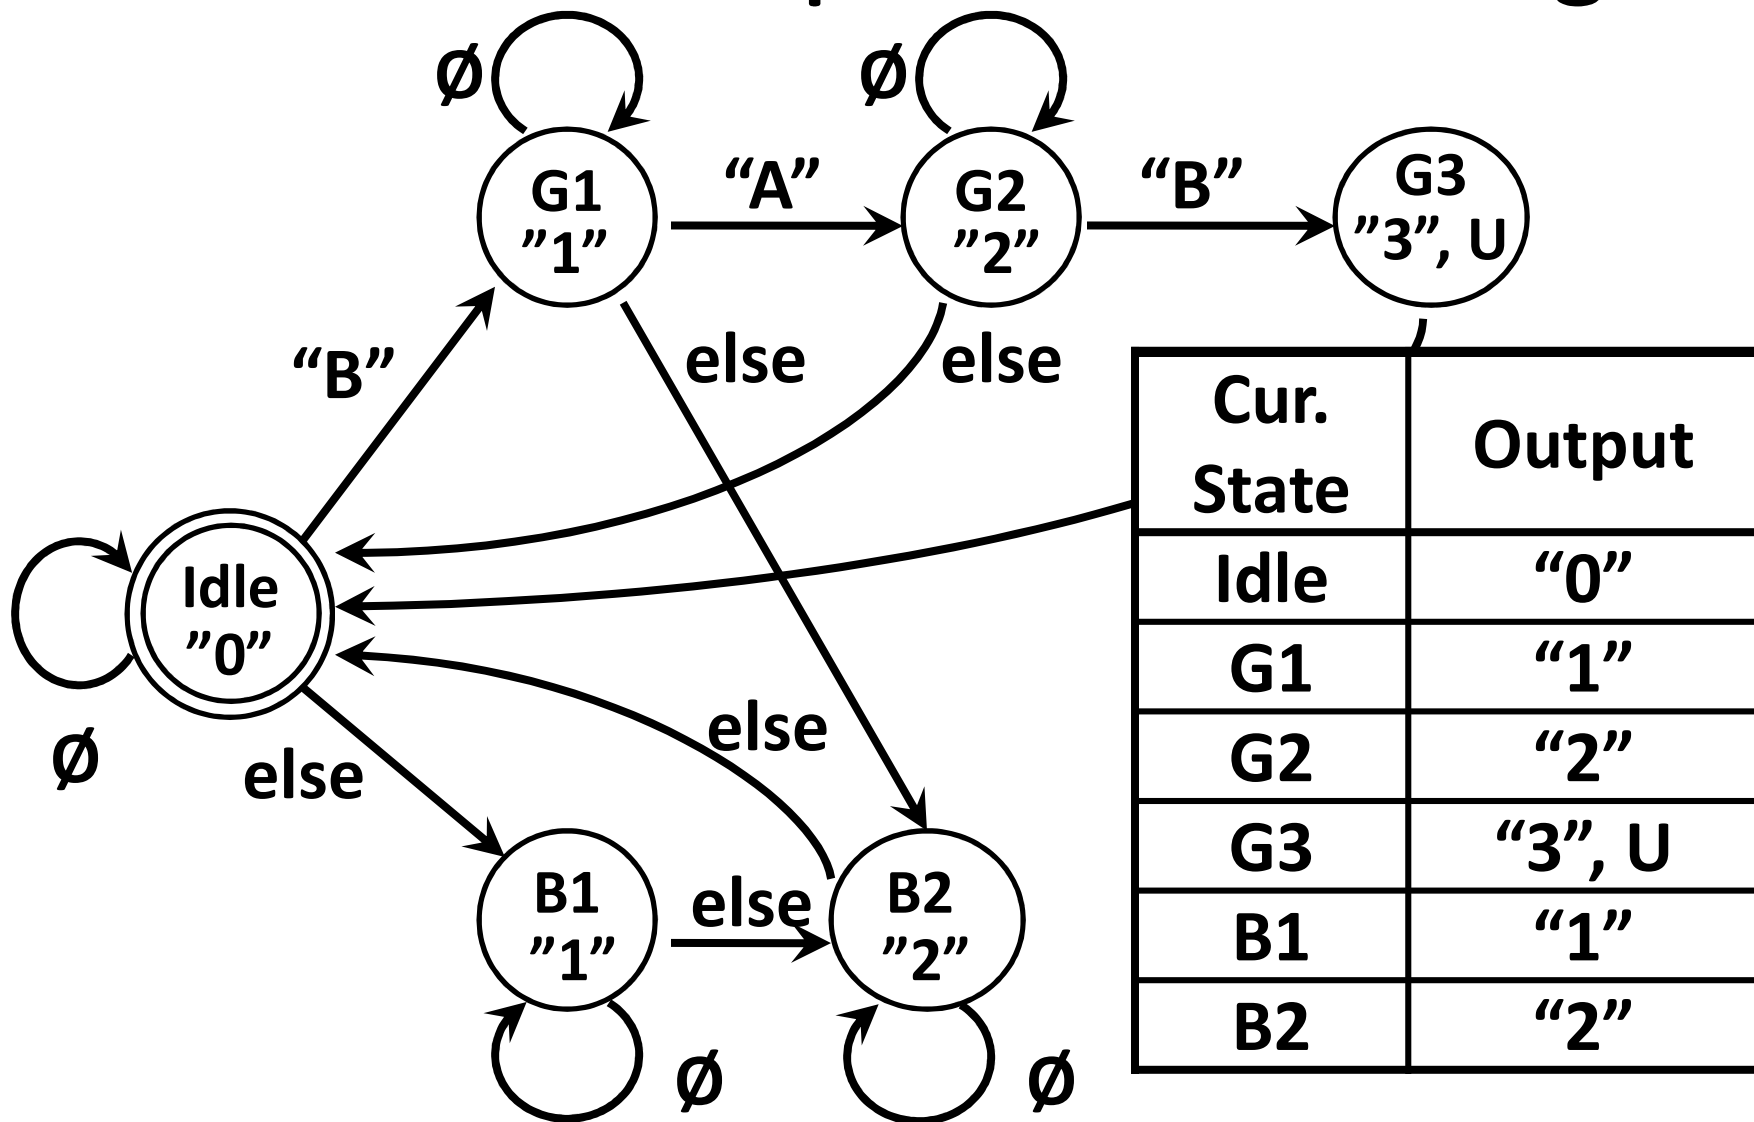 Ø
Ø
G1
”1”
“A”
G2
”2”
“B”
G3
”3”, U
“B”
else
else
Idle
”0”
Ø
else
else
B1
”1”
else
B2
”2”
Ø
Ø
Cur. State
Output
Idle
“0”
G1
“1”
G2
“2”
G3
“3”, U
B1
“1”
B2
“2”